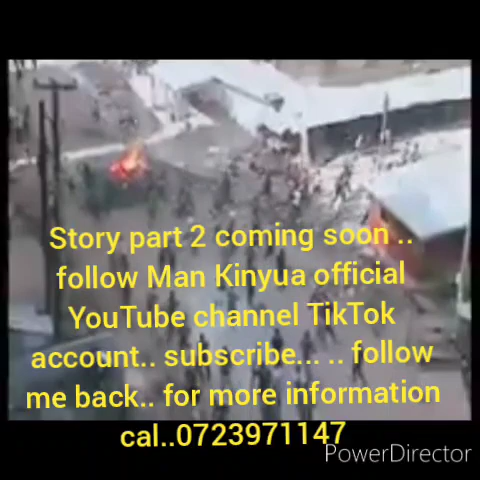 Story part 2 coming soon ..
follow Man Kinyua official
YouTube channel TikTok
account.. subscribe... .. follow
me back.. for more information
cal..0723971147
PowerDirector